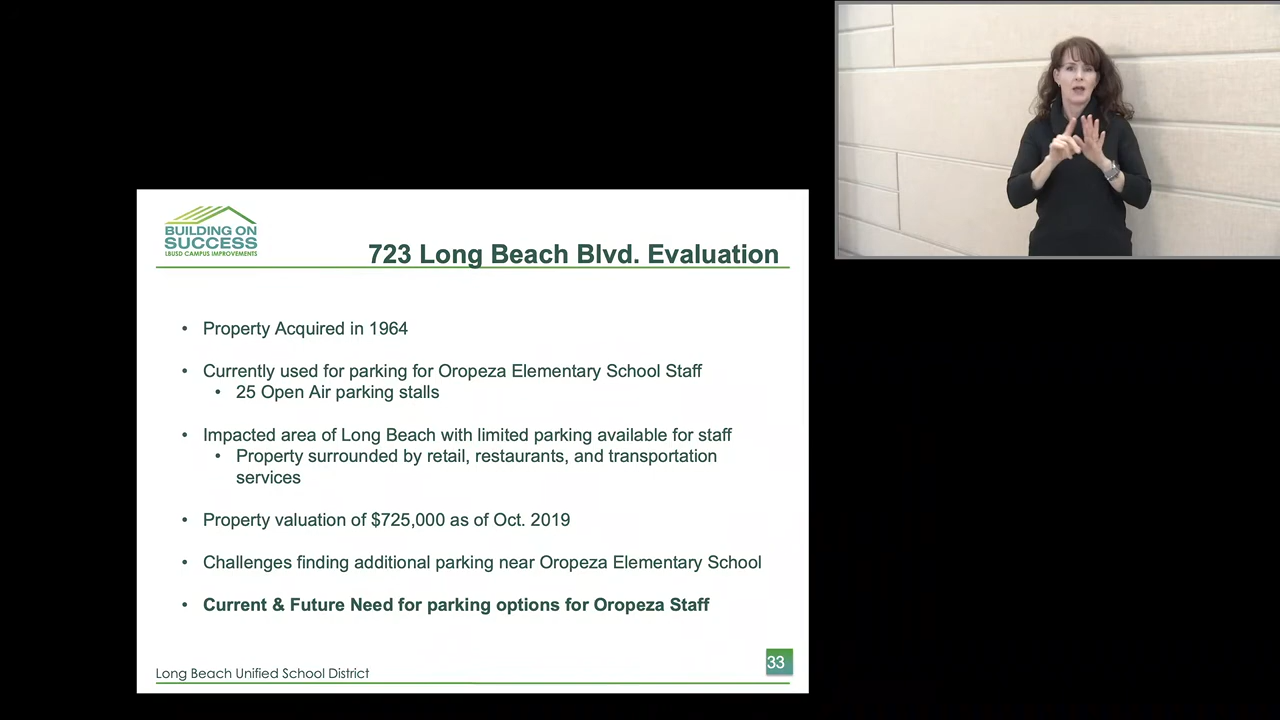 BUILDING ON
SUCCESS
LBUSD CAMPUS IMPROVEMENTS
723 Long Beach Blvd. Evaluation
• Property Acquired in 1964
• Currently used for parking for Oropeza Elementary School Staff
• 25 Open Air parking stalls
• Impacted area of Long Beach with limited parking available for staff
• Property surrounded by retail, restaurants, and transportation
services
• Property valuation of $725,000 as of Oct. 2019
• Challenges finding additional parking near Oropeza Elementary School
• Current & Future Need for parking options for Oropeza Staff
Long Beach Unified School District
33